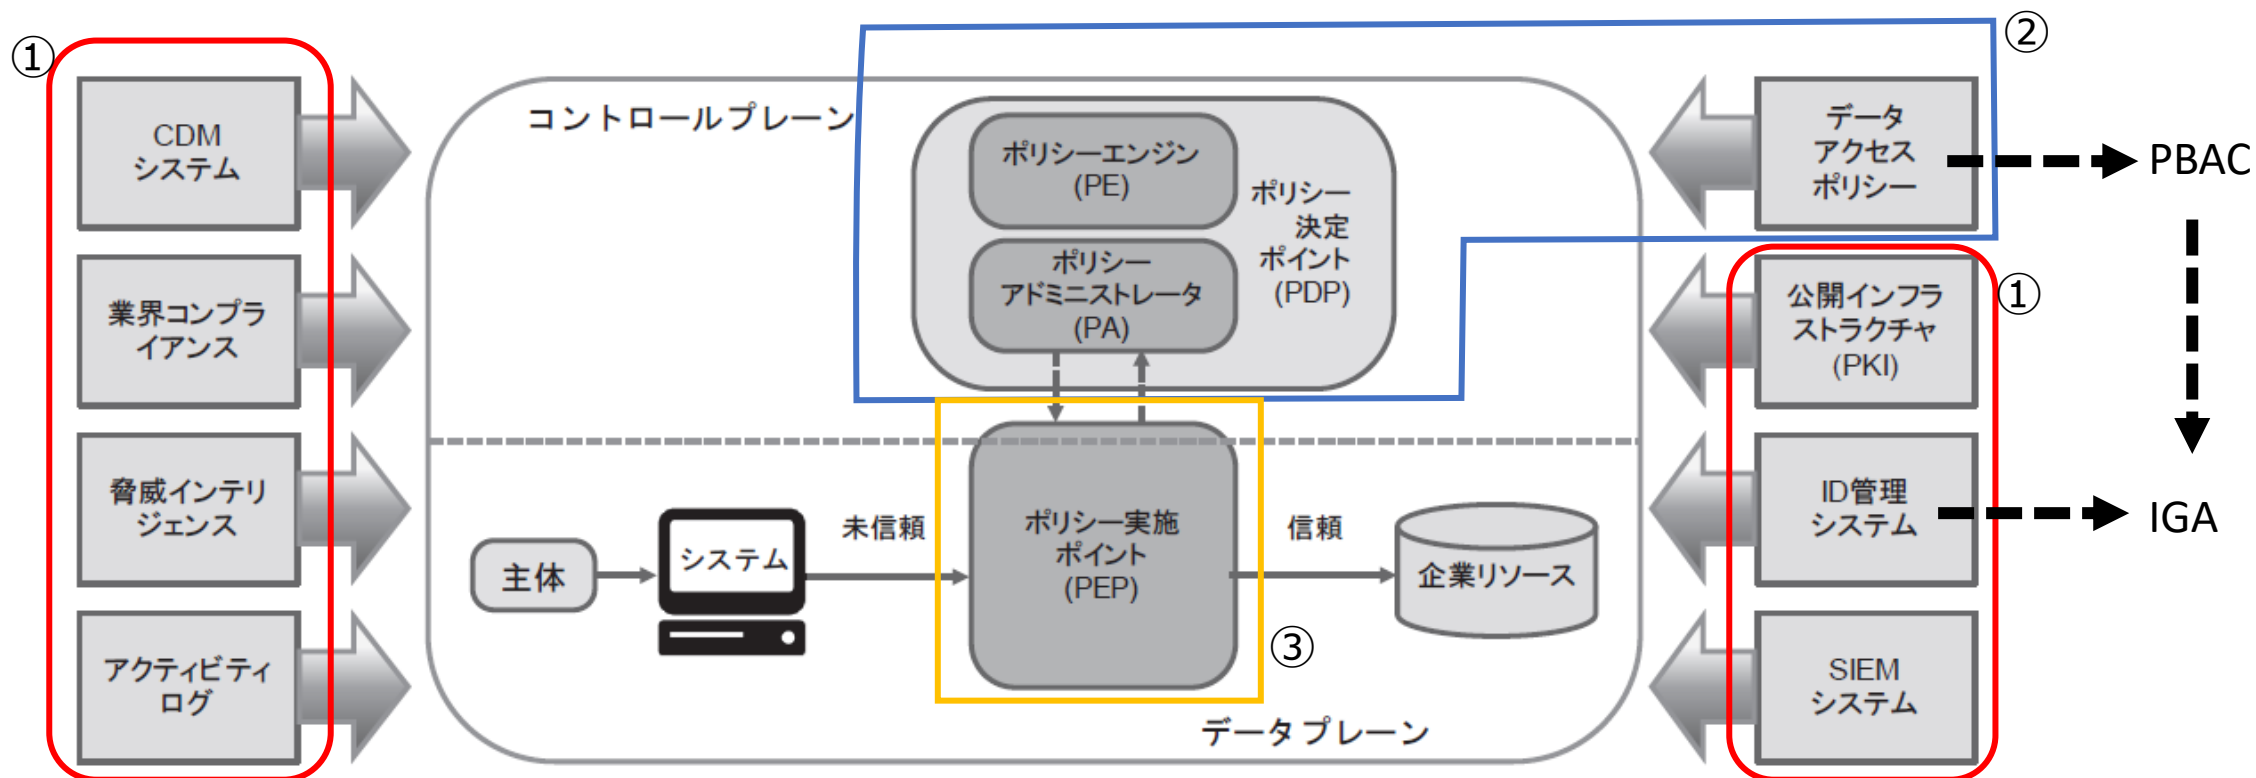 ①
CDM
システム
業界コンプラ
イアンス
脅威インテリ
ジェンス
アクティビティ
ログ
コントロールプレーン
ポリシーエンジン
(PE)
ポリシー
アドミニストレータ
(PA)
ポリシー
決定
ポイント
(PDP)
主体
システム
未信頼
ポリシー実施
ポイント
(PEP)
③
信頼
企業リソース
データプレーン
②
データ
アクセス
ポリシー
①
公開インフラ
ストラクチャ
(PKI)
ID管理
システム
SIEM
システム
PBAC
IGA